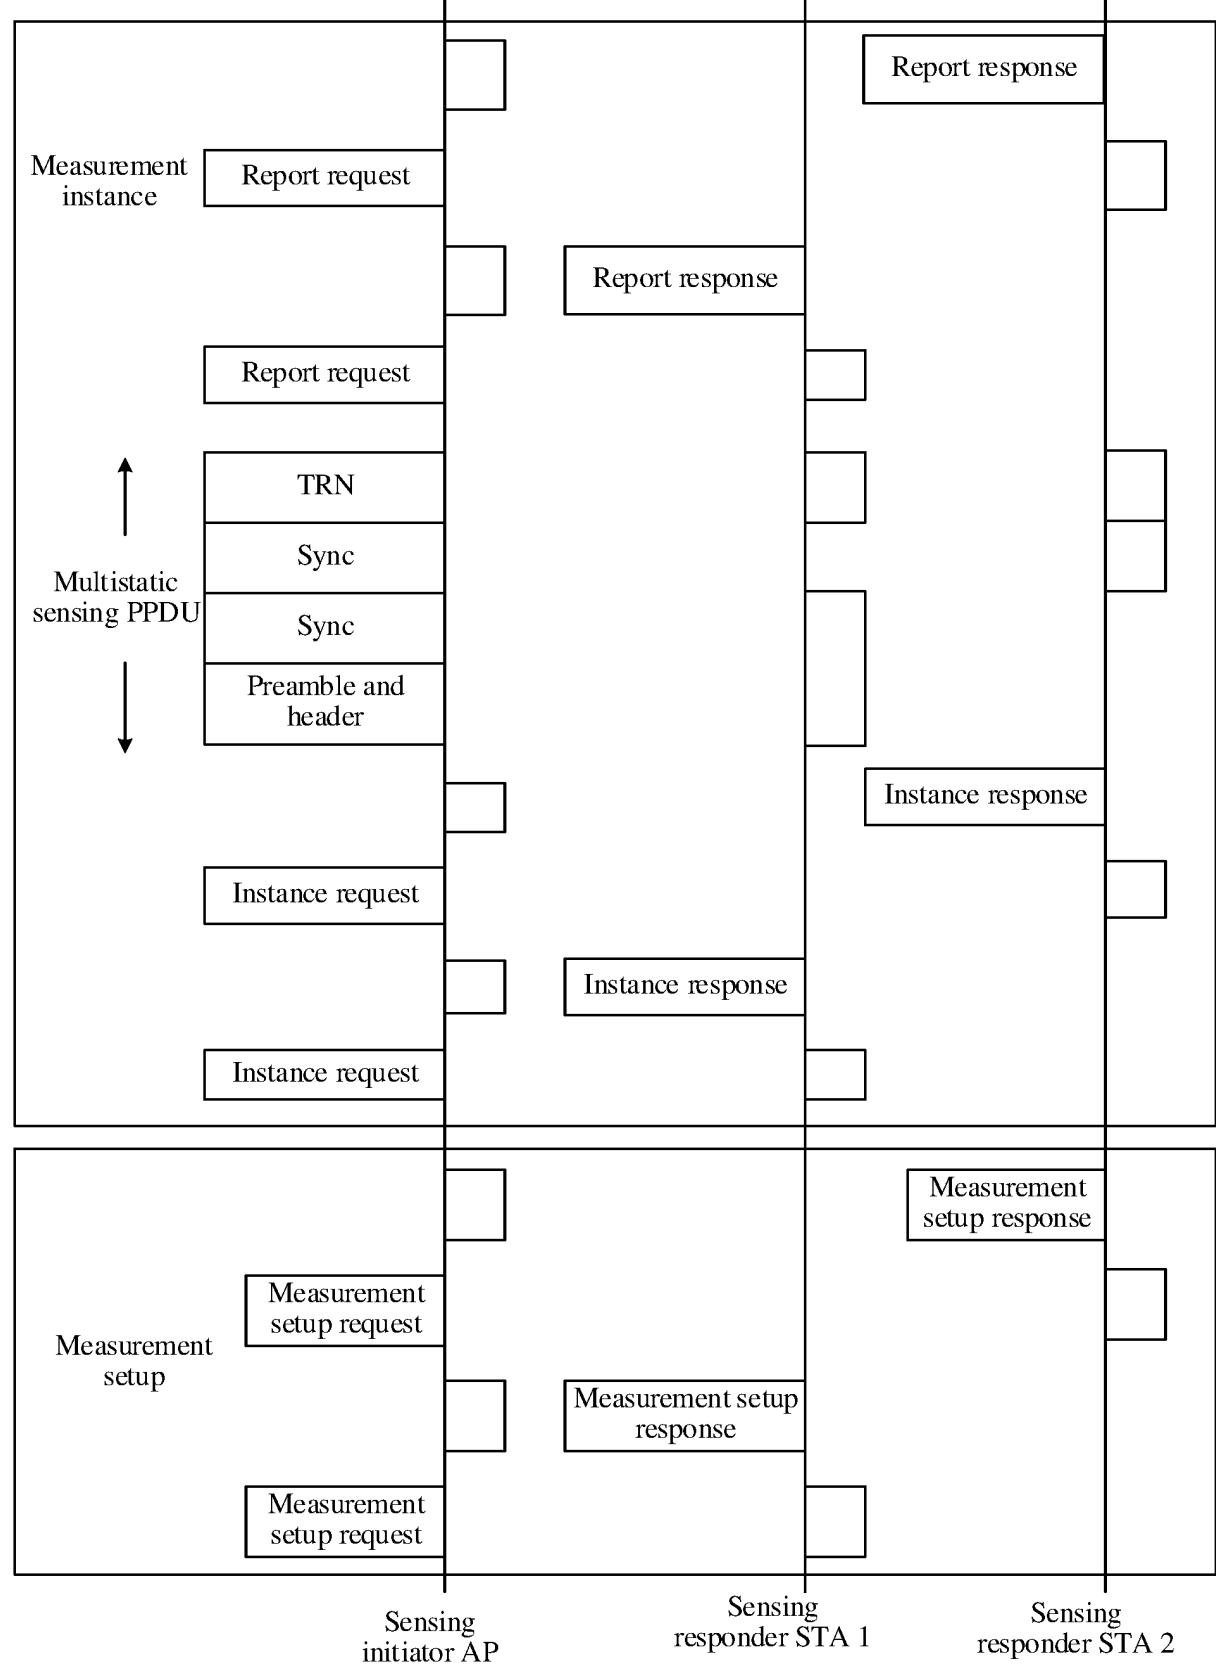 Report response
Measurement
instance
Report request
Report response
Report request
TRN
Sync
Multistatic
sensing PPDU
Sync
Preamble and
header
Instance response
Instance request
Instance response
Instance request
Measurement
setup response
Measurement
setup request
Measurement
setup
Measurement setup
response
Measurement
setup request
Sensing
initiator AP
Sensing
responder STA 1
Sensing
responder STA 2